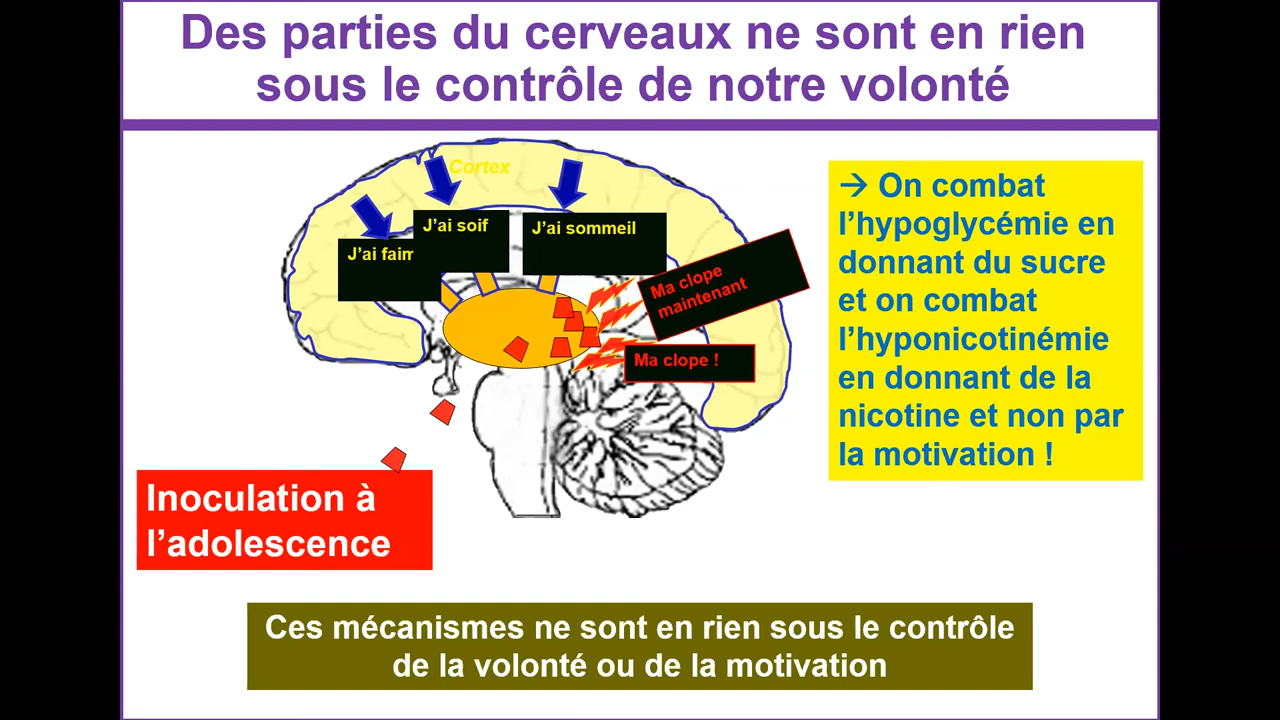 Des parties du cerveaux ne sont en rien
sous le contrôle de notre volonté
Cortex
J'ai soif
J'ai sommeil
J'ai faim
Ma clope
maintenant
Ma clope !
→ On combat
l'hypoglycémie en
donnant du sucre
et on combat
l'hyponicotinémie
en donnant de la
nicotine et non par
la motivation !
Inoculation à
l'adolescence
Ces mécanismes ne sont en rien sous le contrôle
de la volonté ou de la motivation